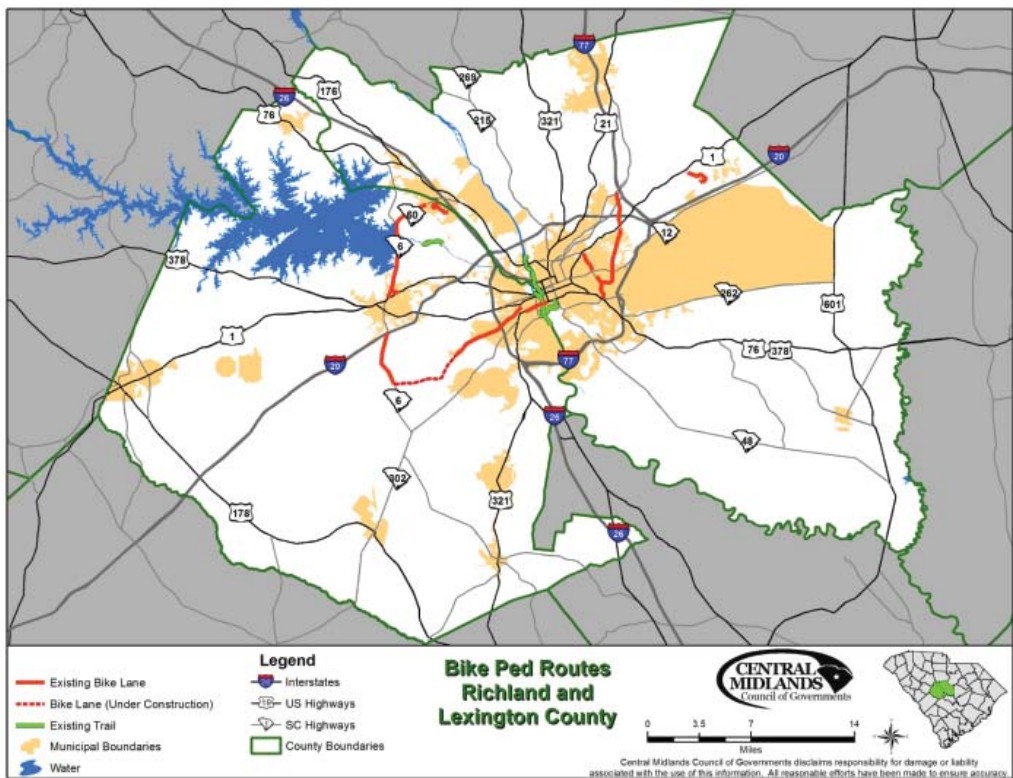 77
269
176
26
76
215
321
21
1
20
60
12
6
378
262
601
1
76
378
20
77
6
26
48
302
321
178
26
Legend
Existing Bike Lane
Bike Lane (Under Construction)
Existing Trail
Municipal Boundaries
Water
Interstates
US Highways
SC Highways
County Boundaries
Bike Ped Routes
Richland and
Lexington County
CENTRAL
MIDLANDS
Council of Governments
0 3.5 7 14
Miles
Central Midlands Council of Governments disclaims responsibility for damage or liability
associated with the use of this information. All reasonable efforts have been made to ensure accuracy.